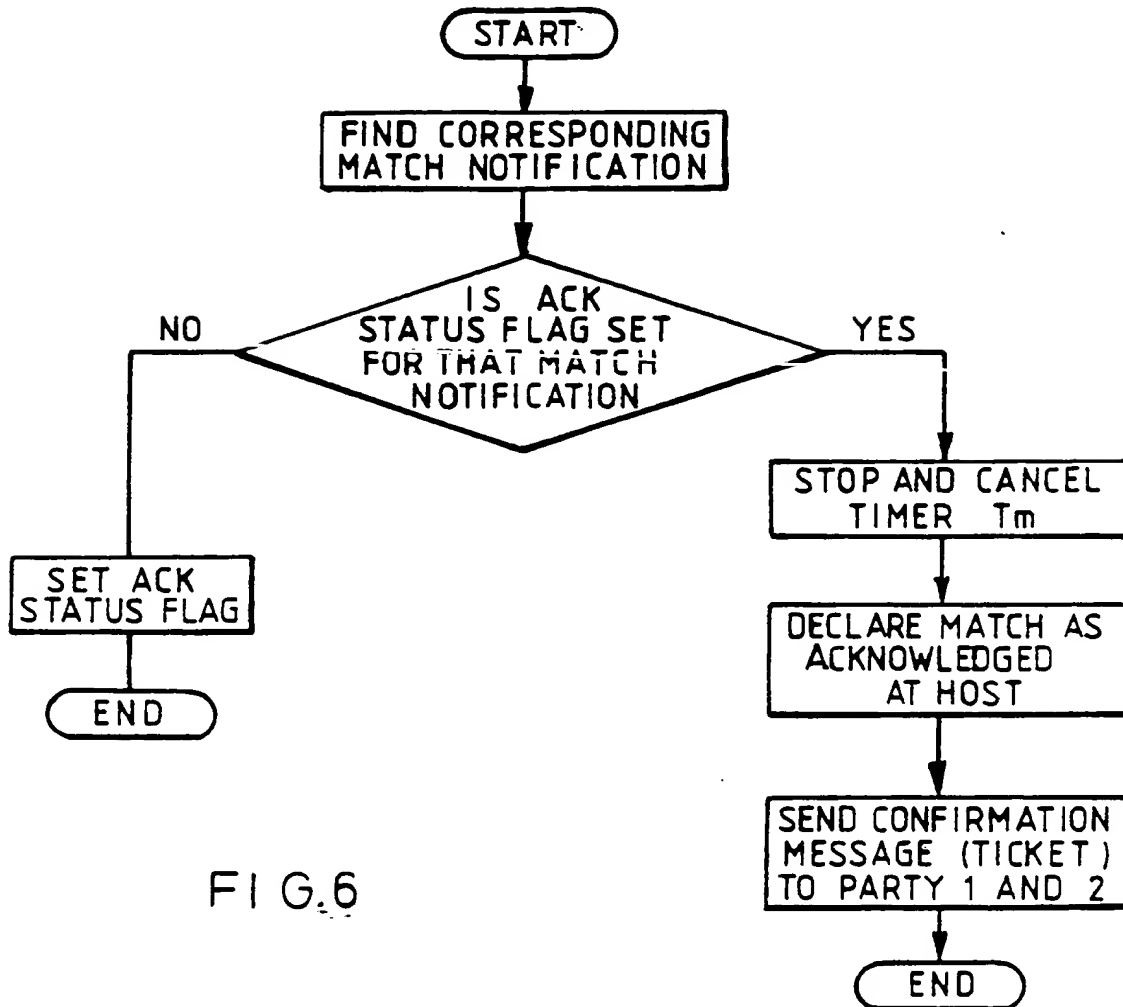 START
FIND CORRESPONDING
MATCH NOTIFICATION
IS ACK
STATUS FLAG SET
FOR THAT MATCH
NOTIFICATION
NO
YES
SET ACK
STATUS FLAG
END
STOP AND CANCEL
TIMER Tm
DECLARE MATCH AS
ACKNOWLEDGED
AT HOST
SEND CONFIRMATION
MESSAGE (TICKET)
TO PARTY 1 AND 2
END
FIG.6